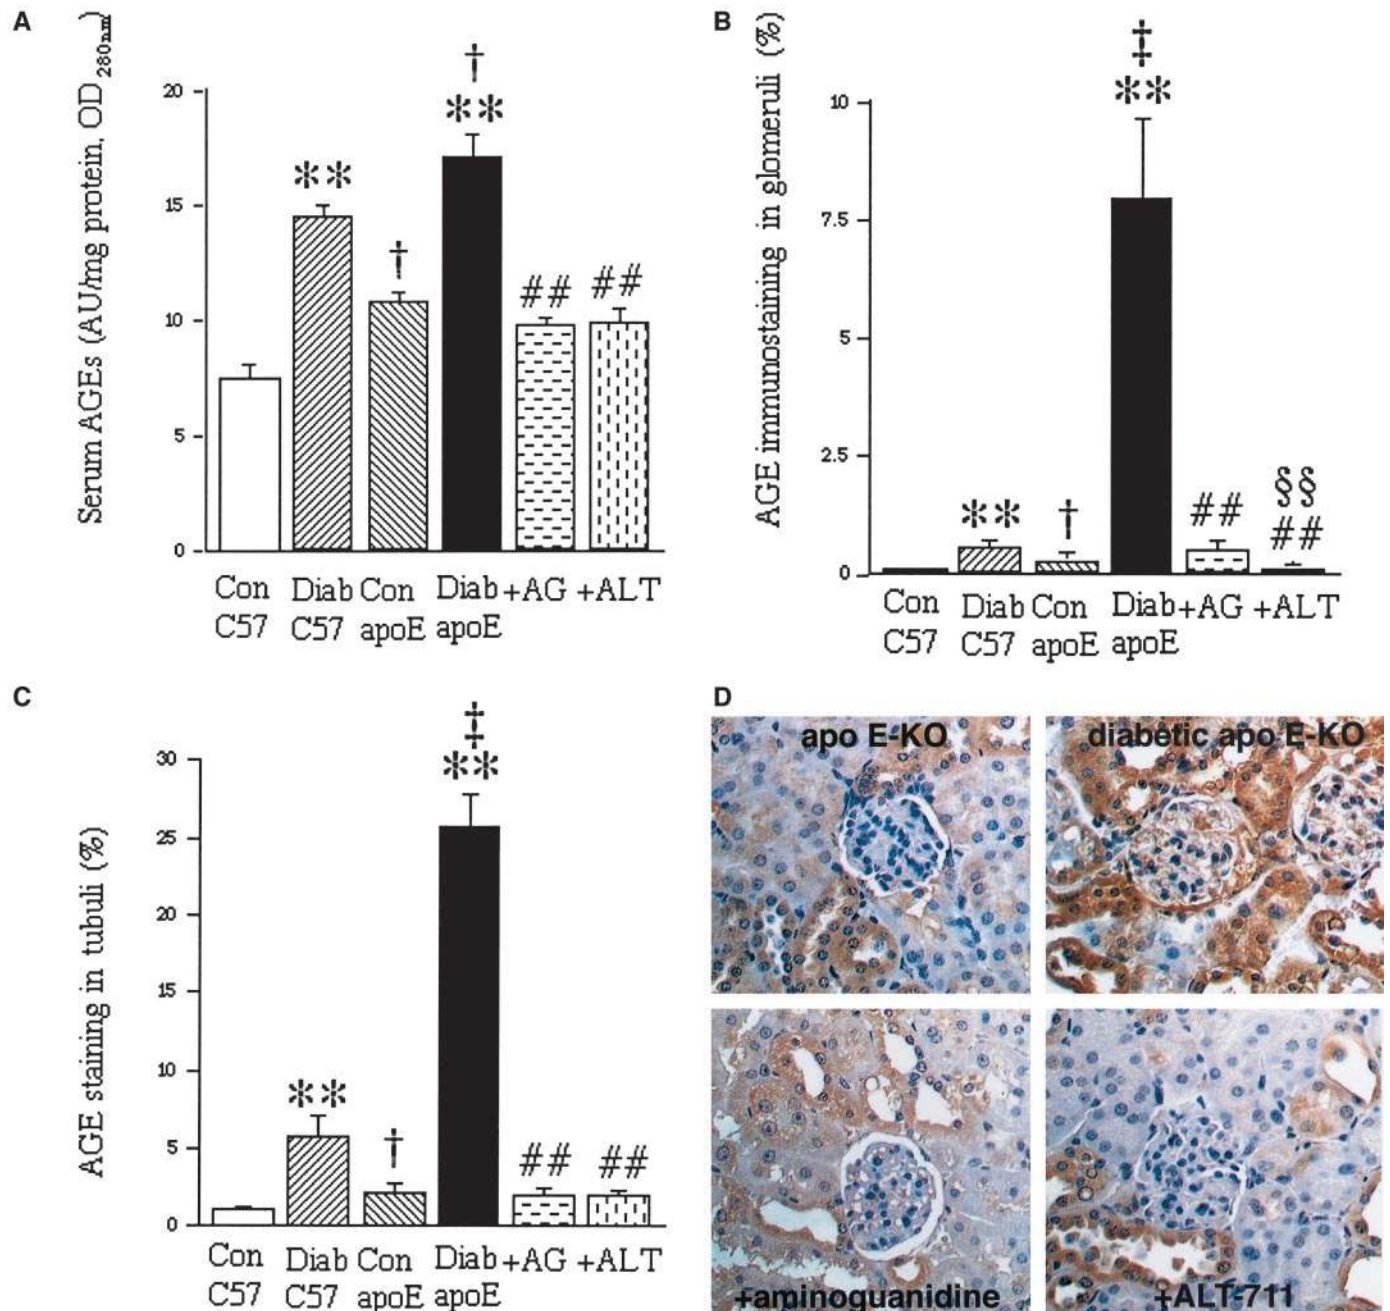 A
Serum AGEs (AU/mg protein, OD280nm)
20
15
10
5
0
**
†
†
**
##
##
Con
C57
Diab
C57
Con
apoE
Diab
apoE
+AG
+ALT
B
AGE immunostaining in glomeruli (%)
10
7.5
5
2.5
0
**
†
‡
**
##
§§
##
Con
C57
Diab
C57
Con
apoE
Diab
apoE
+AG
+ALT
C
AGE staining in tubuli (%)
30
25
20
15
10
5
0
**
†
‡
**
##
##
Con
C57
Diab
C57
Con
apoE
Diab
apoE
+AG
+ALT
D
apo E-KO
diabetic apo E-KO
+aminoguanidine
+ALT-711